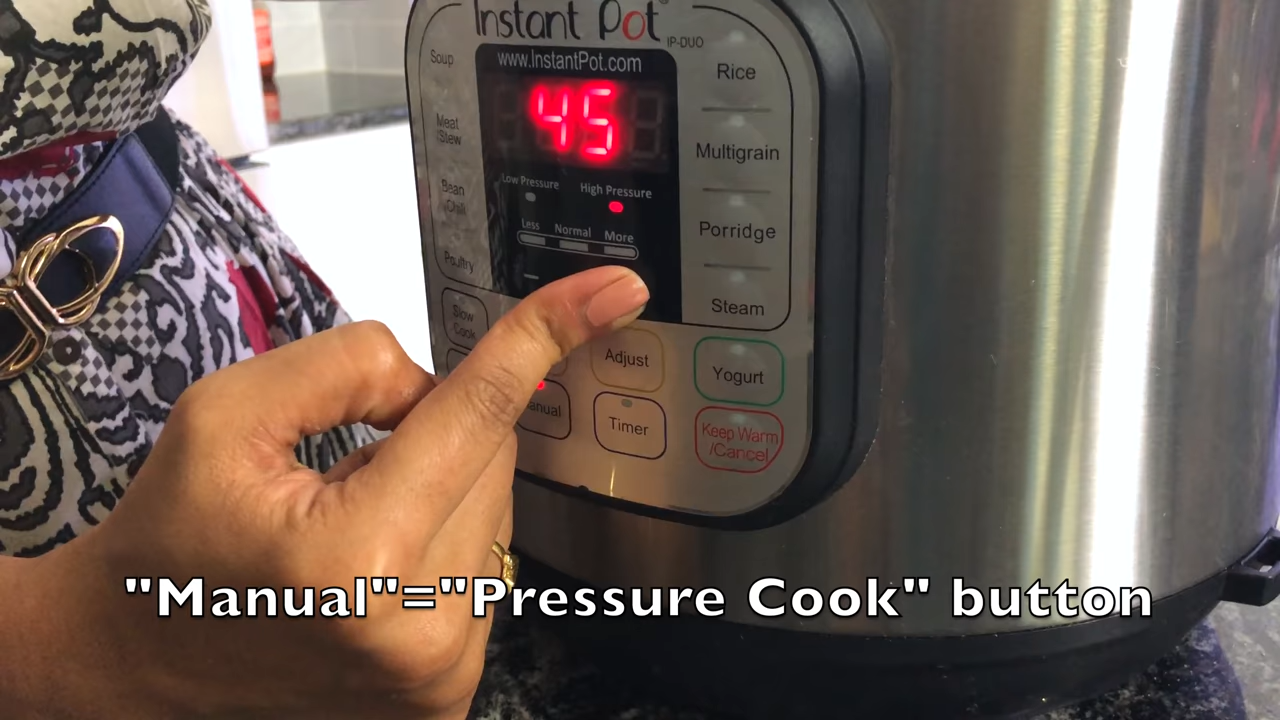 Instant Pot
IP-DUO
www.InstantPot.com
Soup
Meat
/Stew
Bean
/Chili
Poultry
Slow
Cook
45
Low Pressure
High Pressure
Less
Normal
More
Rice
Multigrain
Porridge
Steam
Adjust
Yogurt
anual
Timer
Keep Warm
/Cancel
"Manual"="Pressure Cook" button